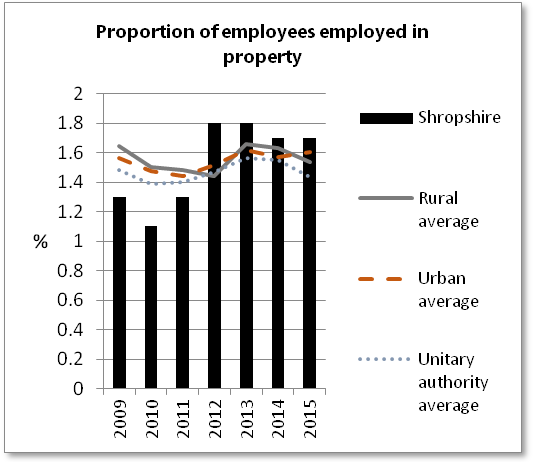 Proportion of employees employed in
property
2
1.8
1.6
1.4
1.2
1
0.8
0.6
0.4
0.2
0
%
2009
2010
2011
2012
2013
2014
2015
Shropshire
Rural
average
Urban
average
Unitary
authority
average